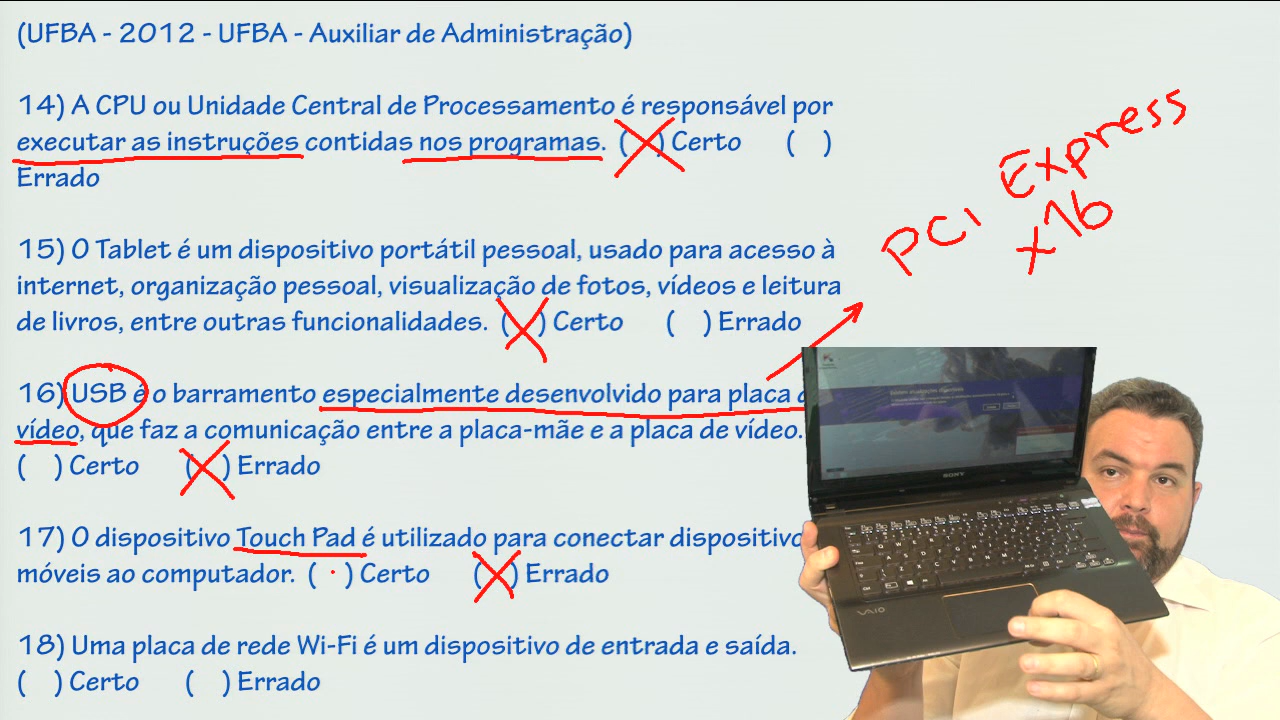 (UFBA - 2012 - UFBA - Auxiliar de Administração)
14) A CPU ou Unidade Central de Processamento é responsável por
executar as instruções contidas nos programas. ( ) Certo ( )
Errado
15) O Tablet é um dispositivo portátil pessoal, usado para acesso à
internet, organização pessoal, visualização de fotos, vídeos e leitura
de livros, entre outras funcionalidades. ( ) Certo ( ) Errado
16) USB é o barramento especialmente desenvolvido para placa
vídeo, que faz a comunicação entre a placa-mãe e a placa de vídeo.
( ) Certo ( ) Errado
17) O dispositivo Touch Pad é utilizado para conectar dispositivo
móveis ao computador. ( ) Certo ( ) Errado
18) Uma placa de rede Wi-Fi é um dispositivo de entrada e saída.
( ) Certo ( ) Errado
PCI Express
x16
SONY
VAIO